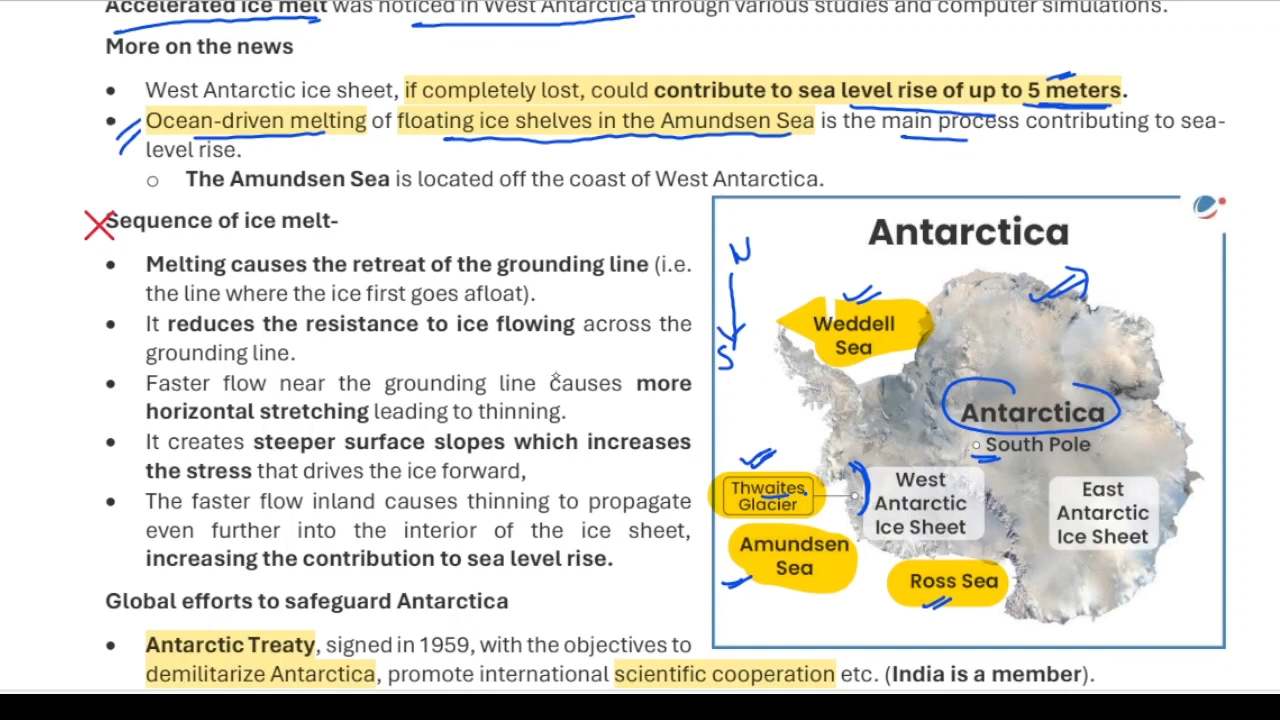 Accelerated ice melt was noticed in West Antarctica through various studies and computer simulations.
More on the news
• West Antarctic ice sheet, if completely lost, could contribute to sea level rise of up to 5 meters.
• Ocean-driven melting of floating ice shelves in the Amundsen Sea is the main process contributing to sea-
level rise.
o The Amundsen Sea is located off the coast of West Antarctica.
Sequence of ice melt-
• Melting causes the retreat of the grounding line (i.e.
the line where the ice first goes afloat).
• It reduces the resistance to ice flowing across the
grounding line.
• Faster flow near the grounding line causes more
horizontal stretching leading to thinning.
• It creates steeper surface slopes which increases
the stress that drives the ice forward,
• The faster flow inland causes thinning to propagate
even further into the interior of the ice sheet,
increasing the contribution to sea level rise.
Antarctica
N
S
Weddell
Sea
Antarctica
South Pole
Thwaites
Glacier
West
Antarctic
Ice Sheet
East
Antarctic
Ice Sheet
Amundsen
Sea
Ross Sea
Global efforts to safeguard Antarctica
• Antarctic Treaty, signed in 1959, with the objectives to
demilitarize Antarctica, promote international scientific cooperation etc. (India is a member).